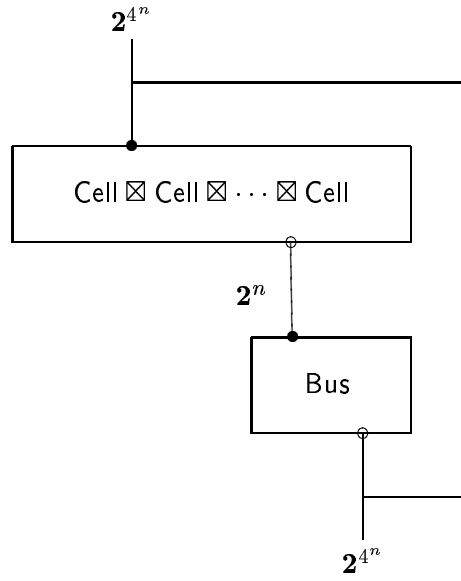 𝟐^{4^n}
Cell ⊠ Cell ⊠ ··· ⊠ Cell
𝟐^n
Bus
𝟐^{4^n}